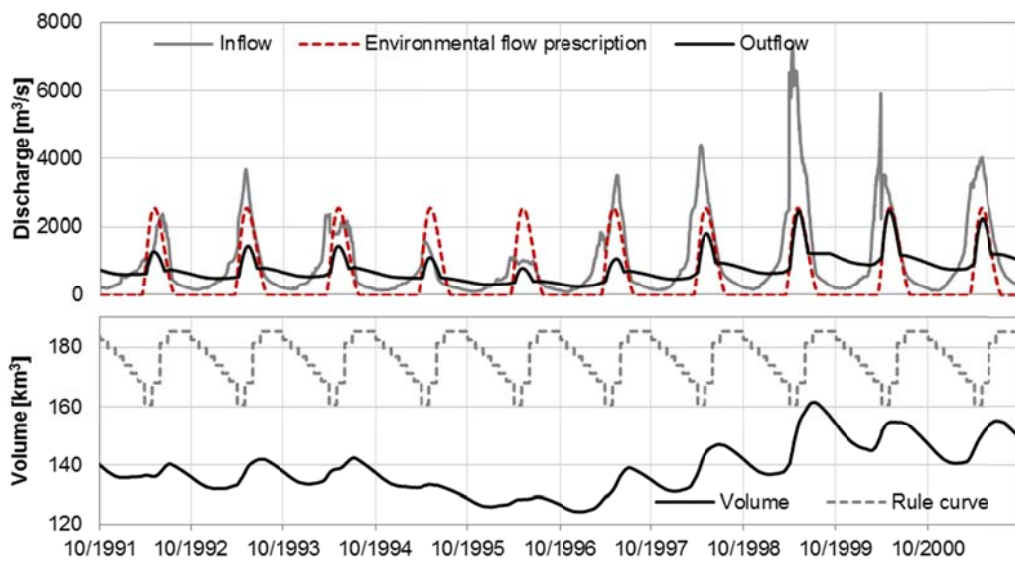 8000
Inflow Environmental flow prescription Outflow
6000
4000
2000
0
Discharge [m³/s]
180
160
140
120
Volume [km³]
Volume Rule curve
10/1991 10/1992 10/1993 10/1994 10/1995 10/1996 10/1997 10/1998 10/1999 10/2000